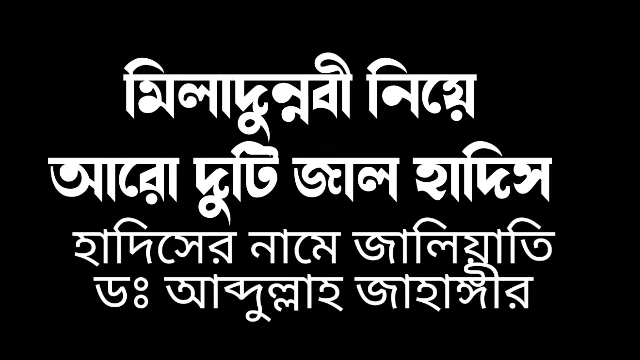 মিলাদুন্নবী নিয়ে
আরো দুটি জাল হাদিস
হাদিসের নামে জালিয়াতি
ডঃ আব্দুল্লাহ জাহাঙ্গীর